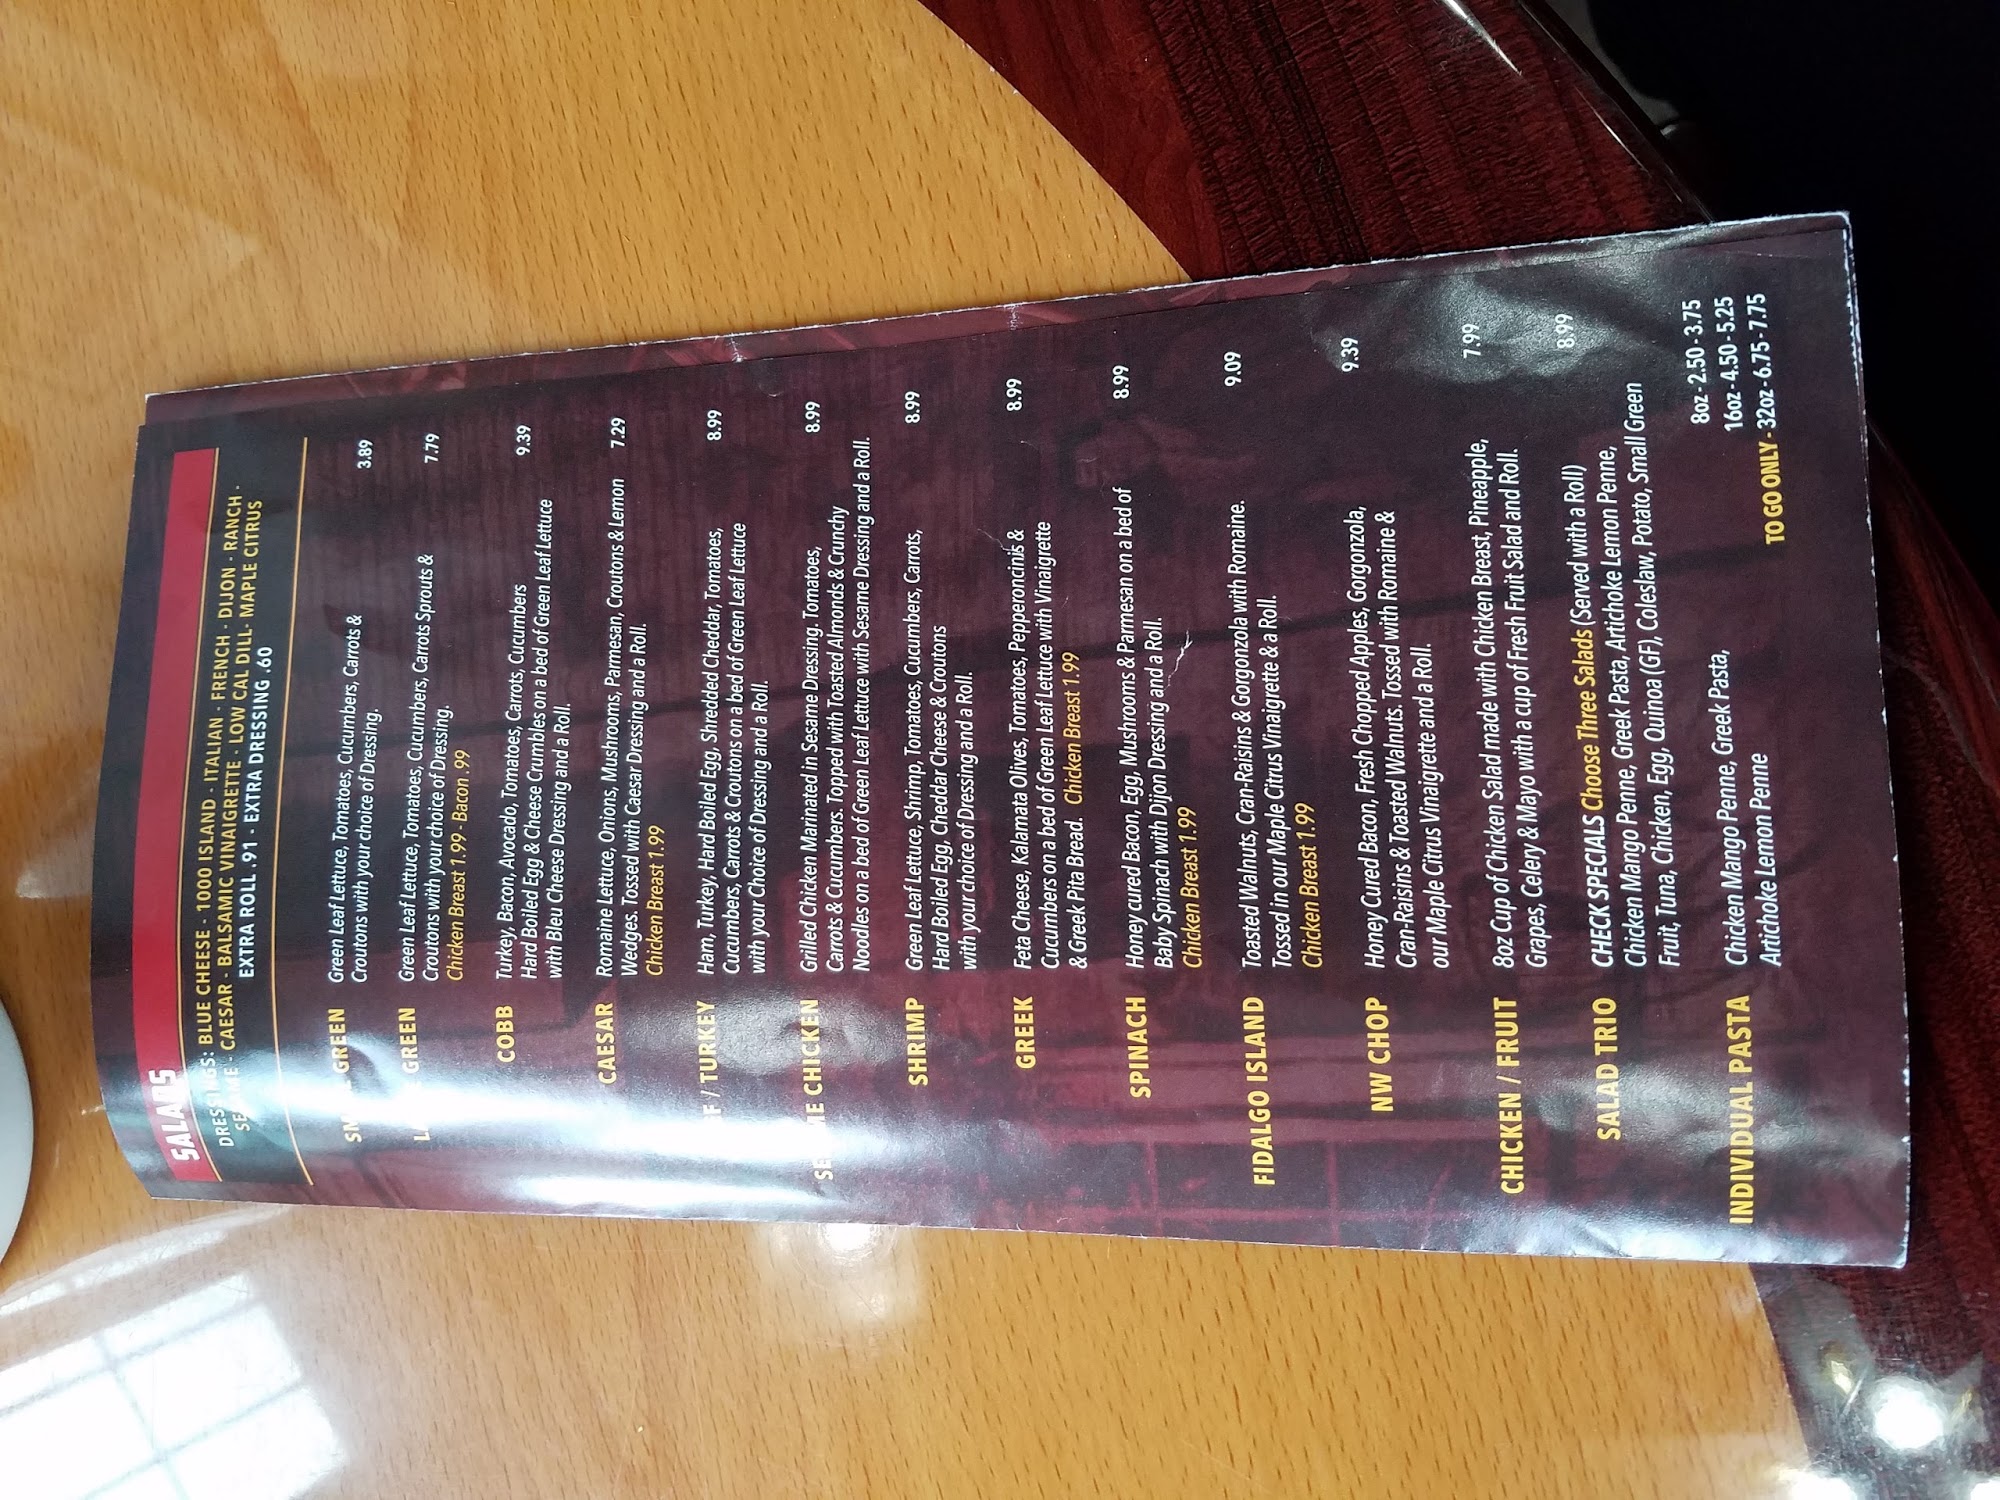 SALADS
DRESSINGS: BLUE CHEESE · 1000 ISLAND · ITALIAN · FRENCH · DIJON · RANCH ·
SESAME · CAESAR · BALSAMIC VINAIGRETTE · LOW CAL DILL· MAPLE CITRUS
EXTRA ROLL .91 · EXTRA DRESSING .60
SMALL GREEN Green Leaf Lettuce, Tomatoes, Cucumbers, Carrots &
Croutons with your choice of Dressing. 3.89
LARGE GREEN Green Leaf Lettuce, Tomatoes, Cucumbers, Carrots Sprouts &
Croutons with your choice of Dressing. 7.79
Chicken Breast 1.99 - Bacon .99
COBB Turkey, Bacon, Avocado, Tomatoes, Carrots, Cucumbers
Hard Boiled Egg & Cheese Crumbles on a bed of Green Leaf Lettuce 9.39
with Bleu Cheese Dressing and a Roll.
CAESAR Romaine Lettuce, Onions, Mushrooms, Parmesan, Croutons & Lemon 7.29
Wedges. Tossed with Caesar Dressing and a Roll.
Chicken Breast 1.99
/ TURKEY Ham, Turkey, Hard Boiled Egg, Shredded Cheddar, Tomatoes, 8.99
Cucumbers, Carrots & Croutons on a bed of Green Leaf Lettuce
with your Choice of Dressing and a Roll.
SESAME CHICKEN Grilled Chicken Marinated in Sesame Dressing. Tomatoes, 8.99
Carrots & Cucumbers. Topped with Toasted Almonds & Crunchy
Noodles on a bed of Green Leaf Lettuce with Sesame Dressing and a Roll.
SHRIMP Green Leaf Lettuce, Shrimp, Tomatoes, Cucumbers, Carrots, 8.99
Hard Boiled Egg, Cheddar Cheese & Croutons
with your choice of Dressing and a Roll.
GREEK Feta Cheese, Kalamata Olives, Tomatoes, Pepperoncinis & 8.99
Cucumbers on a bed of Green Leaf Lettuce with Vinaigrette
& Greek Pita Bread. Chicken Breast 1.99
SPINACH Honey cured Bacon, Egg, Mushrooms & Parmesan on a bed of 8.99
Baby Spinach with Dijon Dressing and a Roll.
Chicken Breast 1.99
FIDALGO ISLAND Toasted Walnuts, Cran-Raisins & Gorgonzola with Romaine. 9.09
Tossed in our Maple Citrus Vinaigrette & a Roll.
Chicken Breast 1.99
NW CHOP Honey Cured Bacon, Fresh Chopped Apples, Gorgonzola, 9.39
Cran-Raisins & Toasted Walnuts. Tossed with Romaine &
our Maple Citrus Vinaigrette and a Roll.
CHICKEN / FRUIT 8oz Cup of Chicken Salad made with Chicken Breast, Pineapple, 7.99
Grapes, Celery & Mayo with a cup of Fresh Fruit Salad and Roll.
SALAD TRIO CHECK SPECIALS Choose Three Salads (Served with a Roll) 8.99
Chicken Mango Penne, Greek Pasta, Artichoke Lemon Penne,
Fruit, Tuna, Chicken, Egg, Quinoa (GF), Coleslaw, Potato, Small Green
INDIVIDUAL PASTA Chicken Mango Penne, Greek Pasta, 8oz - 2.50 - 3.75
Artichoke Lemon Penne 16oz - 4.50 - 5.25
TO GO ONLY - 32oz - 6.75 - 7.75